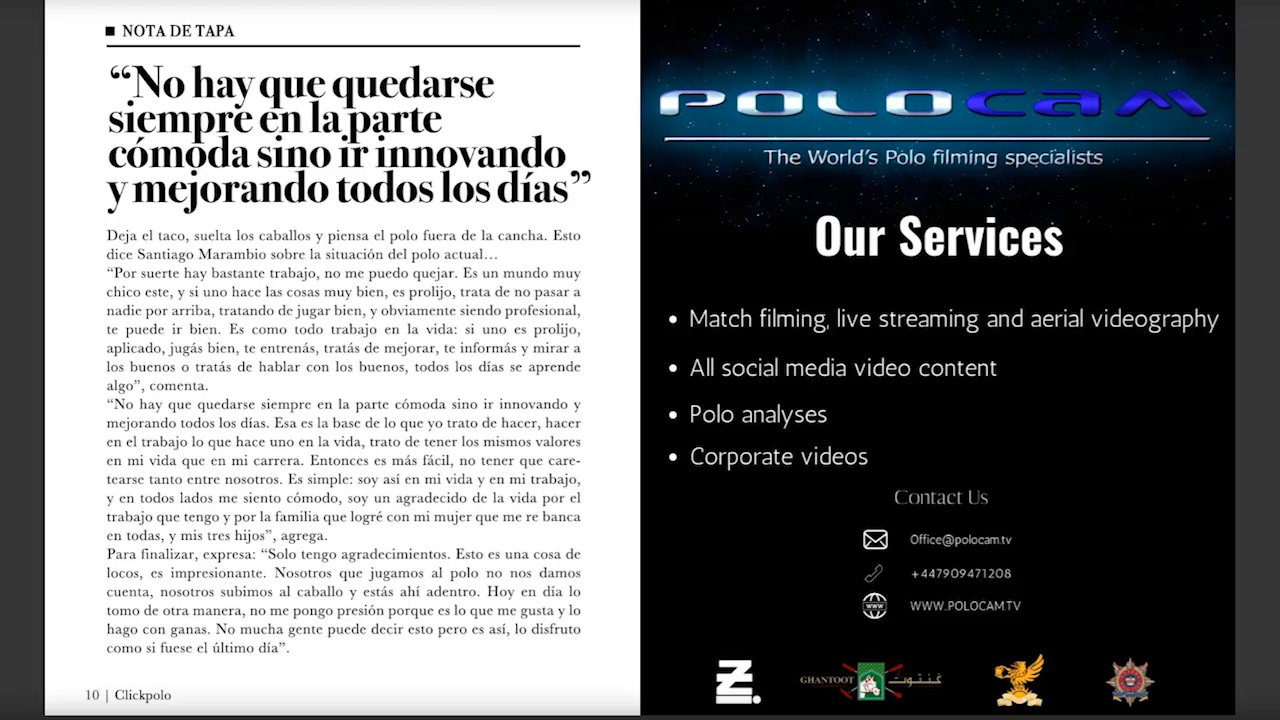 NOTA DE TAPA
“No hay que quedarse
siempre en la parte
cómoda sino ir innovando
y mejorando todos los días”
Deja el taco, suelta los caballos y piensa el polo fuera de la cancha. Esto
dice Santiago Marambio sobre la situación del polo actual…
“Por suerte hay bastante trabajo, no me puedo quejar. Es un mundo muy
chico este, y si uno hace las cosas muy bien, es prolijo, trata de no pasar a
nadie por arriba, tratando de jugar bien, y obviamente siendo profesional,
te puede ir bien. Es como todo trabajo en la vida: si uno es prolijo,
aplicado, jugás bien, te entrenás, tratás de mejorar, te informás y mirar a
los buenos o tratás de hablar con los buenos, todos los días se aprende
algo”, comenta.
“No hay que quedarse siempre en la parte cómoda sino ir innovando y
mejorando todos los días. Esa es la base de lo que yo trato de hacer, hacer
en el trabajo lo que hace uno en la vida, trato de tener los mismos valores
en mi vida que en mi carrera. Entonces es más fácil, no tener que care-
tearse tanto entre nosotros. Es simple: soy así en mi vida y en mi trabajo,
y en todos lados me siento cómodo, soy un agradecido de la vida por el
trabajo que tengo y por la familia que logré con mi mujer que me re banca
en todas, y mis tres hijos”, agrega.
Para finalizar, expresa: “Solo tengo agradecimientos. Esto es una cosa de
locos, es impresionante. Nosotros que jugamos al polo no nos damos
cuenta, nosotros subimos al caballo y estás ahí adentro. Hoy en día lo
tomo de otra manera, no me pongo presión porque es lo que me gusta y lo
hago con ganas. No mucha gente puede decir esto pero es así, lo disfruto
como si fuese el último día”.
10 | Clickpolo
POLOCAM
The World's Polo filming specialists
Our Services
• Match filming, live streaming and aerial videography
• All social media video content
• Polo analyses
• Corporate videos
Contact Us
Office@polocam.tv
+447909471208
WWW
WWW.POLOCAM.TV
Z.
GHANTOOT غنتوت